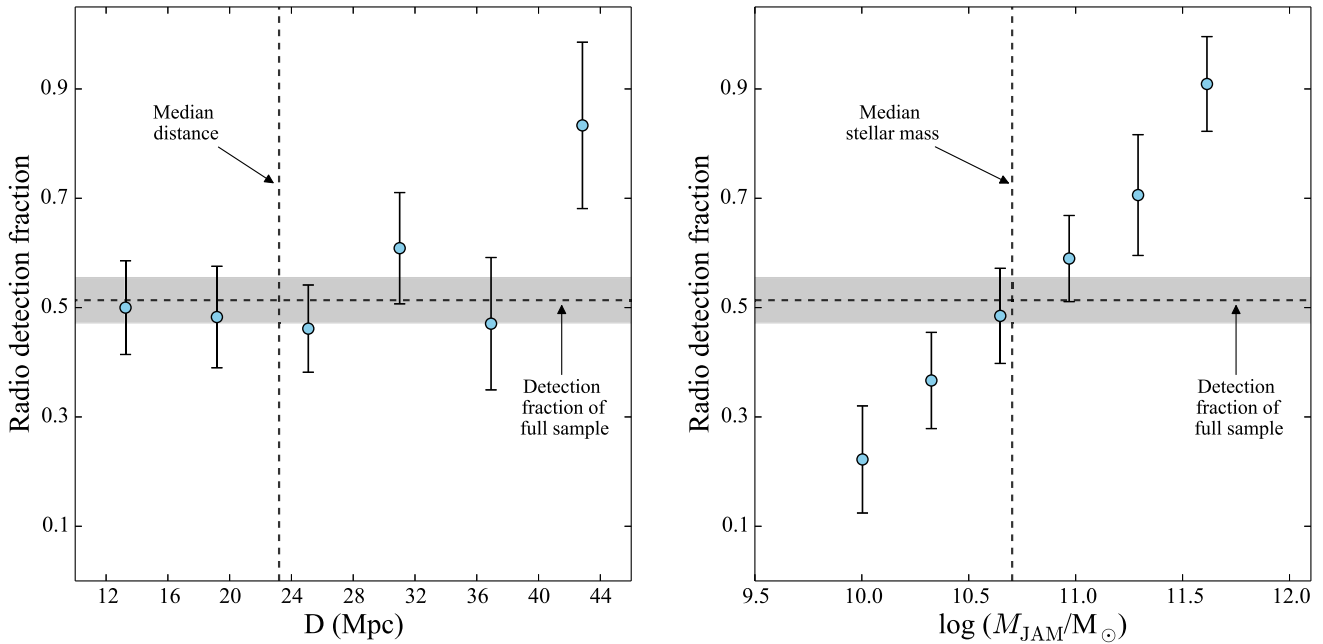 Radio detection fraction
0.9
0.7
0.5
0.3
0.1
Median
distance
Detection
fraction of
full sample
12 16 20 24 28 32 36 40 44
D (Mpc)
Radio detection fraction
0.9
0.7
0.5
0.3
0.1
Median
stellar mass
Detection
fraction of
full sample
9.5 10.0 10.5 11.0 11.5 12.0
log (M_JAM/M_⊙)